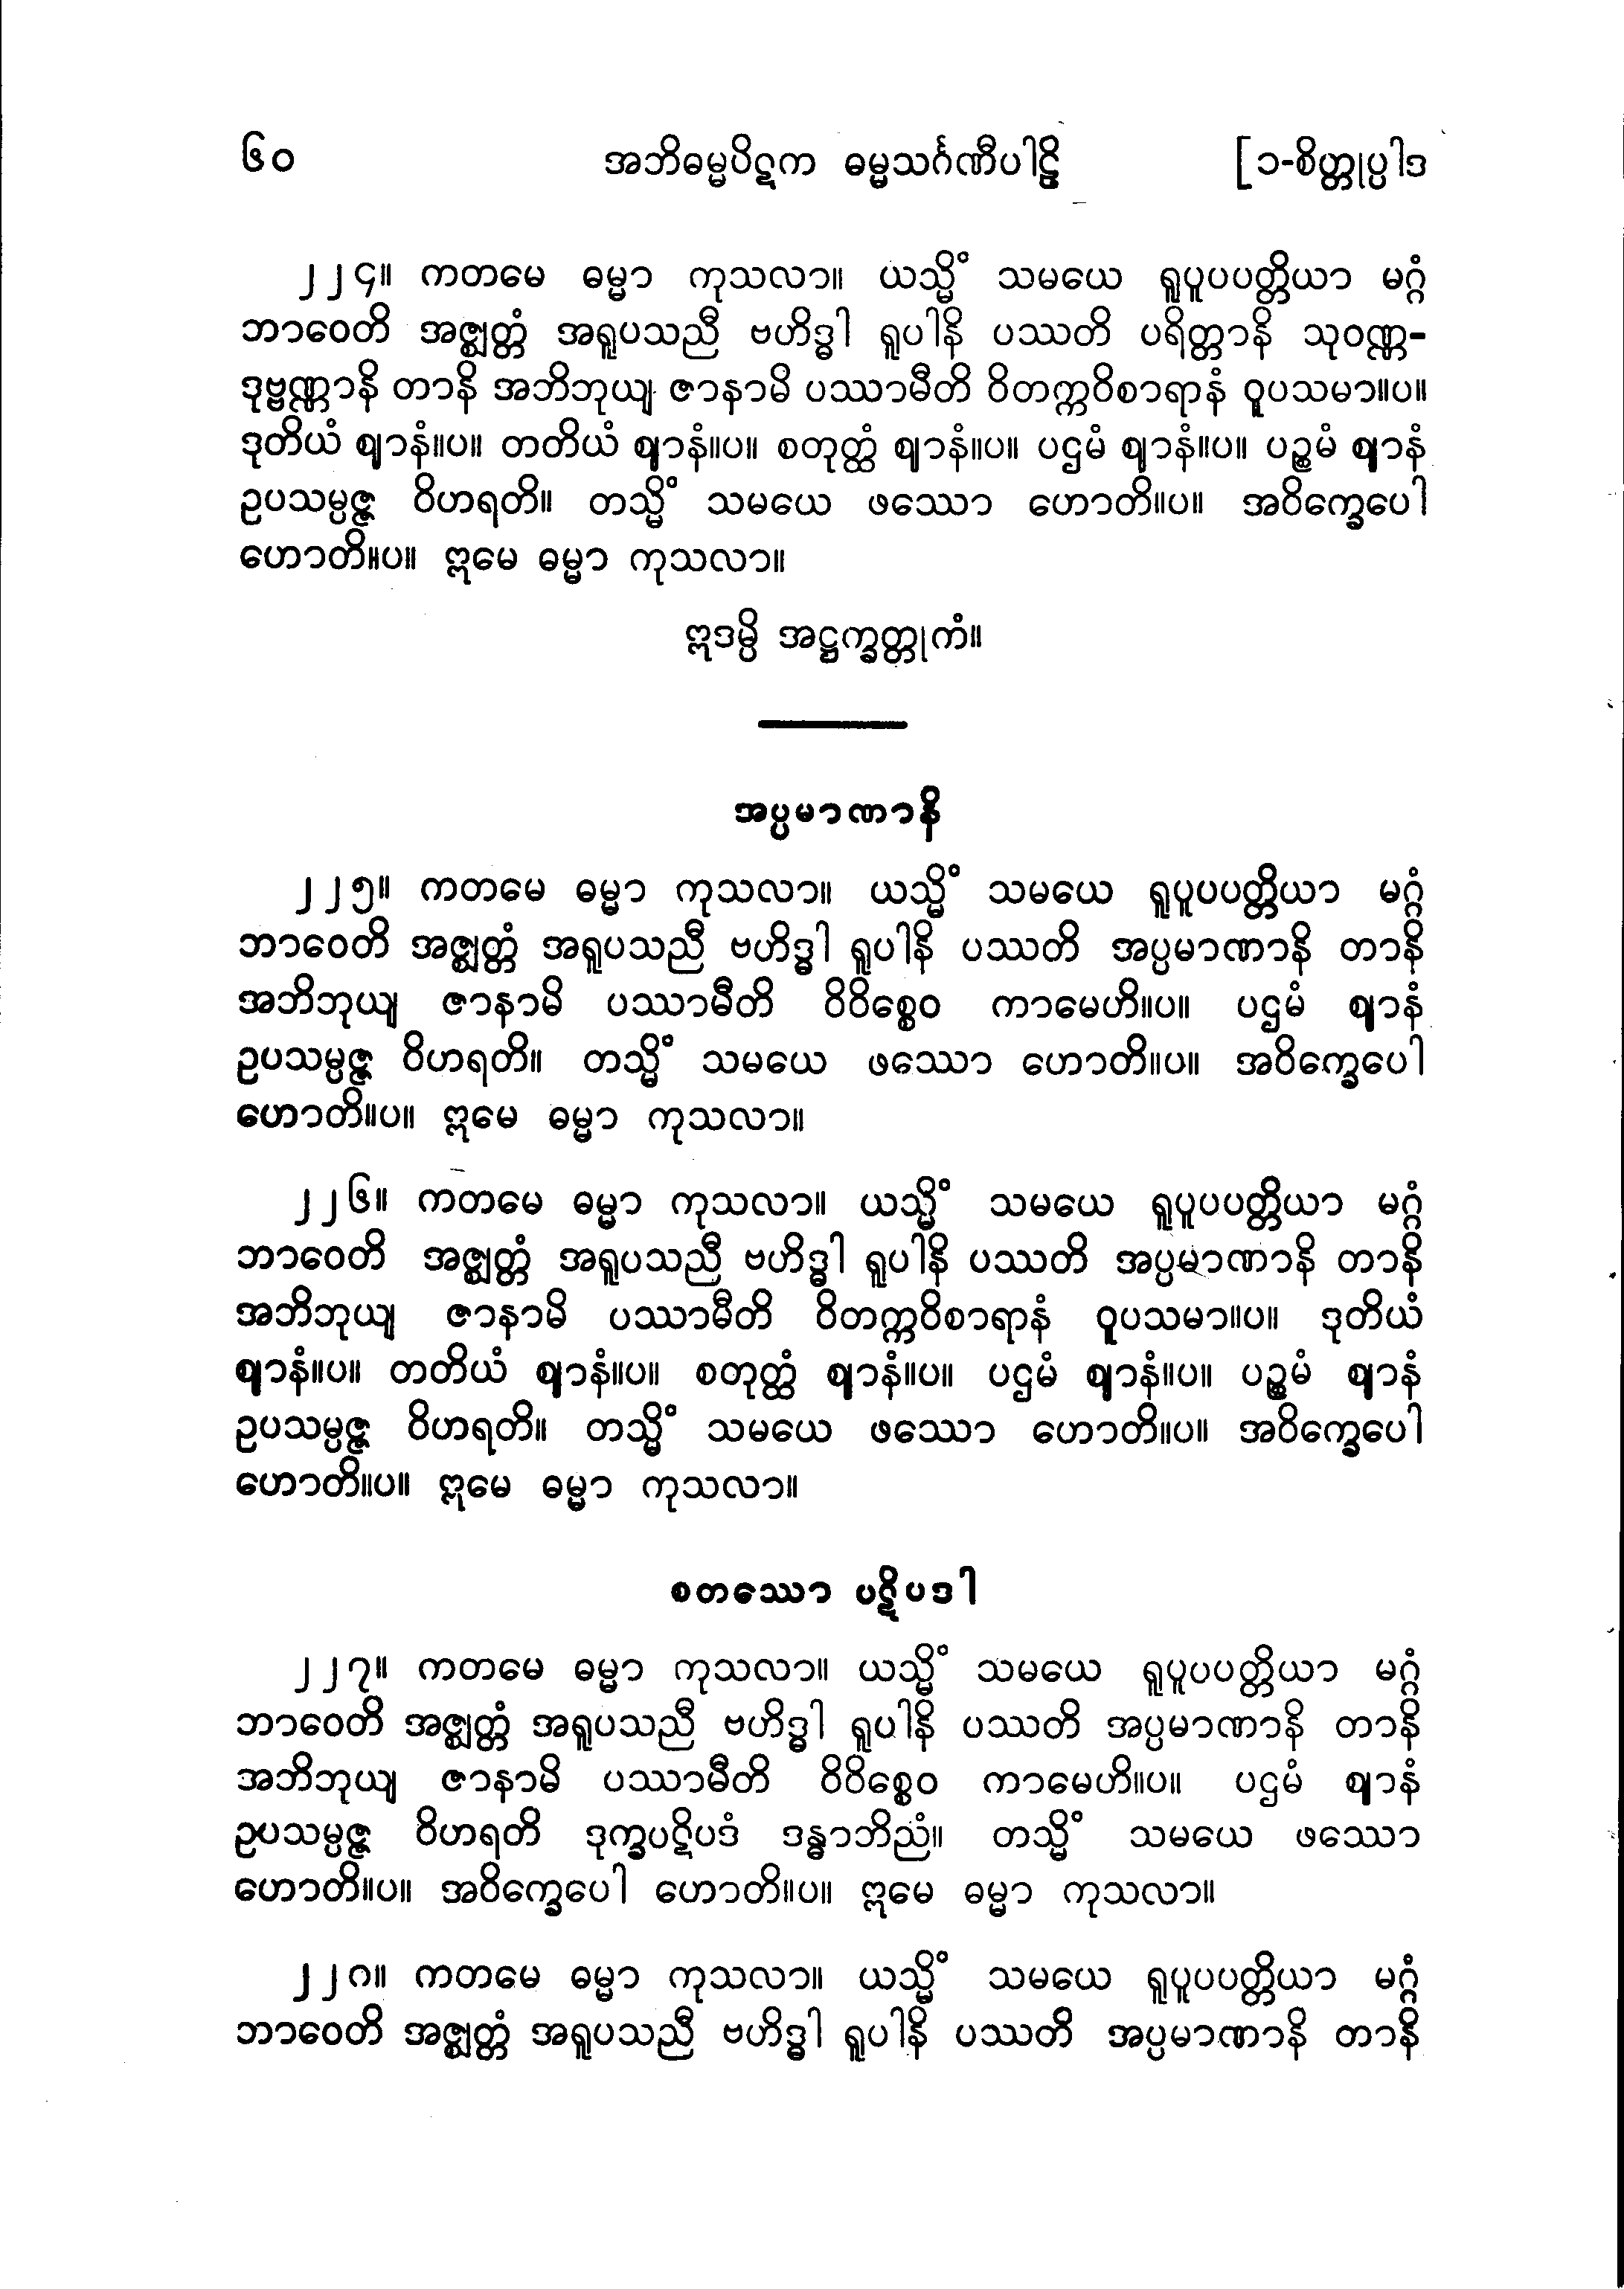 ၆၀ အဘိဓမ္မပိဋက ဓမ္မသင်္ဂဏီပါဠိ [၁-စိတ္တုပ္ပါဒ
၂၂၄။ ကတမေ ဓမ္မာ ကုသလာ။ ယသ္မိံ သမယေ ရူပူပပတ္တိယာ မဂ္ဂံ
ဘာဝေတိ အဇ္ဈတ္တံ အရူပသညီ ဗဟိဒ္ဓါ ရူပါနိ ပဿတိ ပရိတ္တာနိ သုဝဏ္ဏ-
ဒုဗ္ဗဏ္ဏာနိ တာနိ အဘိဘုယျ ဇာနာမိ ပဿာမီတိ ဝိတက္ကဝိစာရာနံ ဝူပသမာ။ပ။
ဒုတိယံ ဈာနံ။ပ။ တတိယံ ဈာနံ။ပ။ စတုတ္ထံ ဈာနံ။ပ။ ပဌမံ ဈာနံ။ပ။ ပဉ္စမံ ဈာနံ
ဥပသမ္ပဇ္ဇ ဝိဟရတိ။ တသ္မိံ သမယေ ဖဿော ဟောတိ။ပ။ အဝိက္ခေပေါ
ဟောတိ။ပ။ ဣမေ ဓမ္မာ ကုသလာ။
ဣဒမ္ပိ အဋ္ဌက္ခတ္တုကံ။
အပ္ပမာဏာနိ
၂၂၅။ ကတမေ ဓမ္မာ ကုသလာ။ ယသ္မိံ သမယေ ရူပူပပတ္တိယာ မဂ္ဂံ
ဘာဝေတိ အဇ္ဈတ္တံ အရူပသညီ ဗဟိဒ္ဓါ ရူပါနိ ပဿတိ အပ္ပမာဏာနိ တာနိ
အဘိဘုယျ ဇာနာမိ ပဿာမီတိ ဝိဝိစ္စေဝ ကာမေဟိ။ပ။ ပဌမံ ဈာနံ
ဥပသမ္ပဇ္ဇ ဝိဟရတိ။ တသ္မိံ သမယေ ဖဿော ဟောတိ။ပ။ အဝိက္ခေပေါ
ဟောတိ။ပ။ ဣမေ ဓမ္မာ ကုသလာ။
၂၂၆။ ကတမေ ဓမ္မာ ကုသလာ။ ယသ္မိံ သမယေ ရူပူပပတ္တိယာ မဂ္ဂံ
ဘာဝေတိ အဇ္ဈတ္တံ အရူပသညီ ဗဟိဒ္ဓါ ရူပါနိ ပဿတိ အပ္ပမာဏာနိ တာနိ
အဘိဘုယျ ဇာနာမိ ပဿာမီတိ ဝိတက္ကဝိစာရာနံ ဝူပသမာ။ပ။ ဒုတိယံ
ဈာနံ။ပ။ တတိယံ ဈာနံ။ပ။ စတုတ္ထံ ဈာနံ။ပ။ ပဌမံ ဈာနံ။ပ။ ပဉ္စမံ ဈာနံ
ဥပသမ္ပဇ္ဇ ဝိဟရတိ။ တသ္မိံ သမယေ ဖဿော ဟောတိ။ပ။ အဝိက္ခေပေါ
ဟောတိ။ပ။ ဣမေ ဓမ္မာ ကုသလာ။
စတဿော ပဋိပဒါ
၂၂၇။ ကတမေ ဓမ္မာ ကုသလာ။ ယသ္မိံ သမယေ ရူပူပပတ္တိယာ မဂ္ဂံ
ဘာဝေတိ အဇ္ဈတ္တံ အရူပသညီ ဗဟိဒ္ဓါ ရူပါနိ ပဿတိ အပ္ပမာဏာနိ တာနိ
အဘိဘုယျ ဇာနာမိ ပဿာမီတိ ဝိဝိစ္စေဝ ကာမေဟိ။ပ။ ပဌမံ ဈာနံ
ဥပသမ္ပဇ္ဇ ဝိဟရတိ ဒုက္ခပဋိပဒံ ဒန္ဓာဘိညံ။ တသ္မိံ သမယေ ဖဿော
ဟောတိ။ပ။ အဝိက္ခေပေါ ဟောတိ။ပ။ ဣမေ ဓမ္မာ ကုသလာ။
၂၂၈။ ကတမေ ဓမ္မာ ကုသလာ။ ယသ္မိံ သမယေ ရူပူပပတ္တိယာ မဂ္ဂံ
ဘာဝေတိ အဇ္ဈတ္တံ အရူပသညီ ဗဟိဒ္ဓါ ရူပါနိ ပဿတိ အပ္ပမာဏာနိ တာနိ